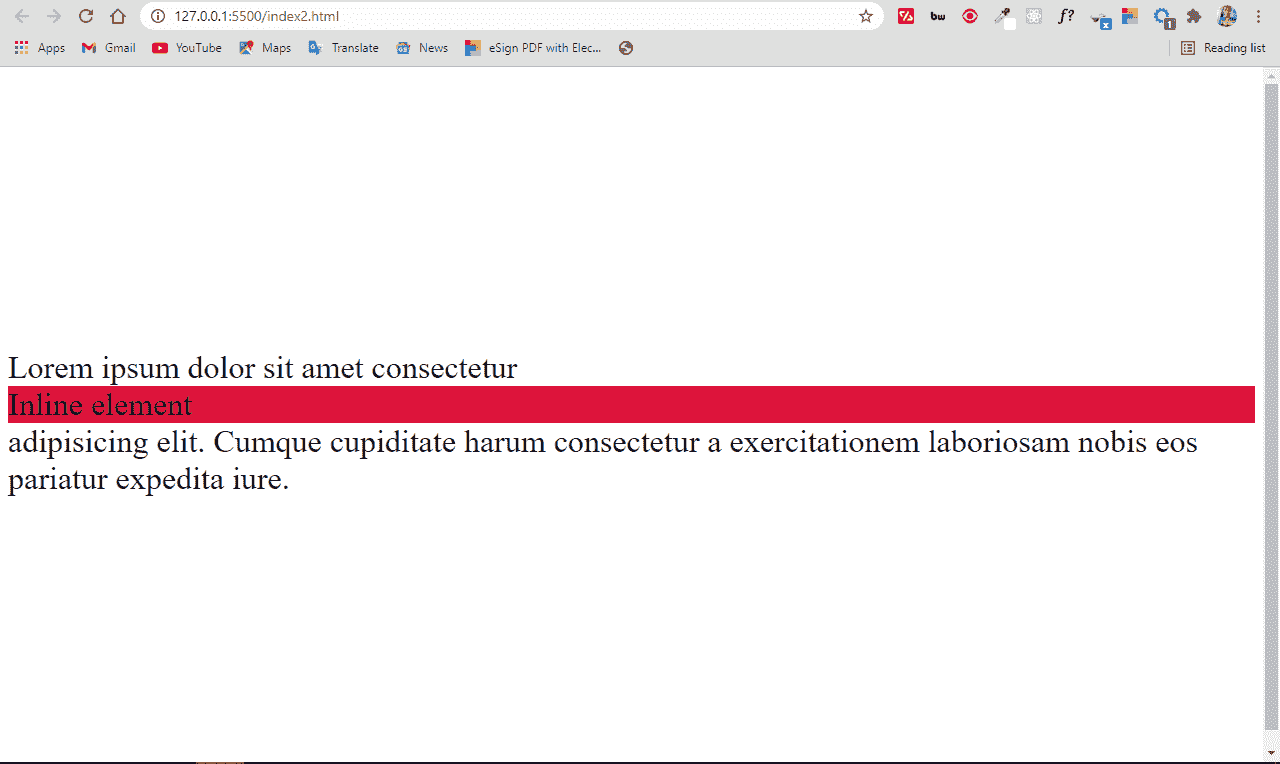 127.0.0.1:5500/index2.html
bw
f?
x
1
Apps
Gmail
YouTube
Maps
Translate
News
eSign PDF with Elec...
Reading list
Lorem ipsum dolor sit amet consectetur
Inline element
adipisicing elit. Cumque cupiditate harum consectetur a exercitationem laboriosam nobis eos
pariatur expedita iure.